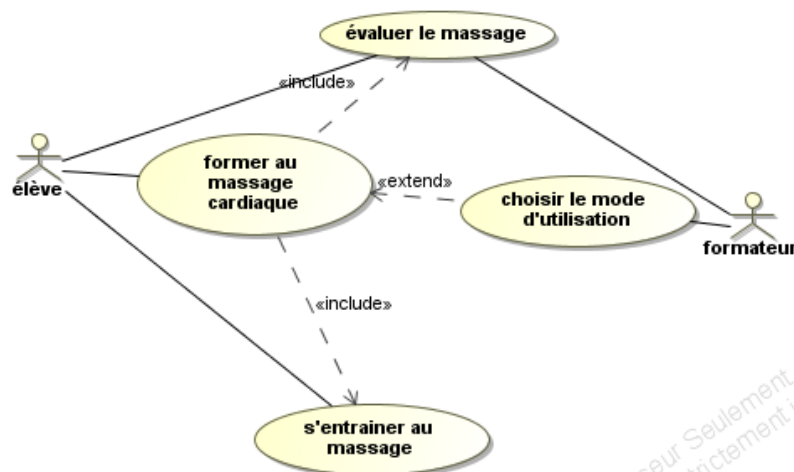 évaluer le massage
«include»
élève
former au
massage
cardiaque
«extend»
choisir le mode
d'utilisation
formateur
«include»
s'entrainer au
massage
Seulement